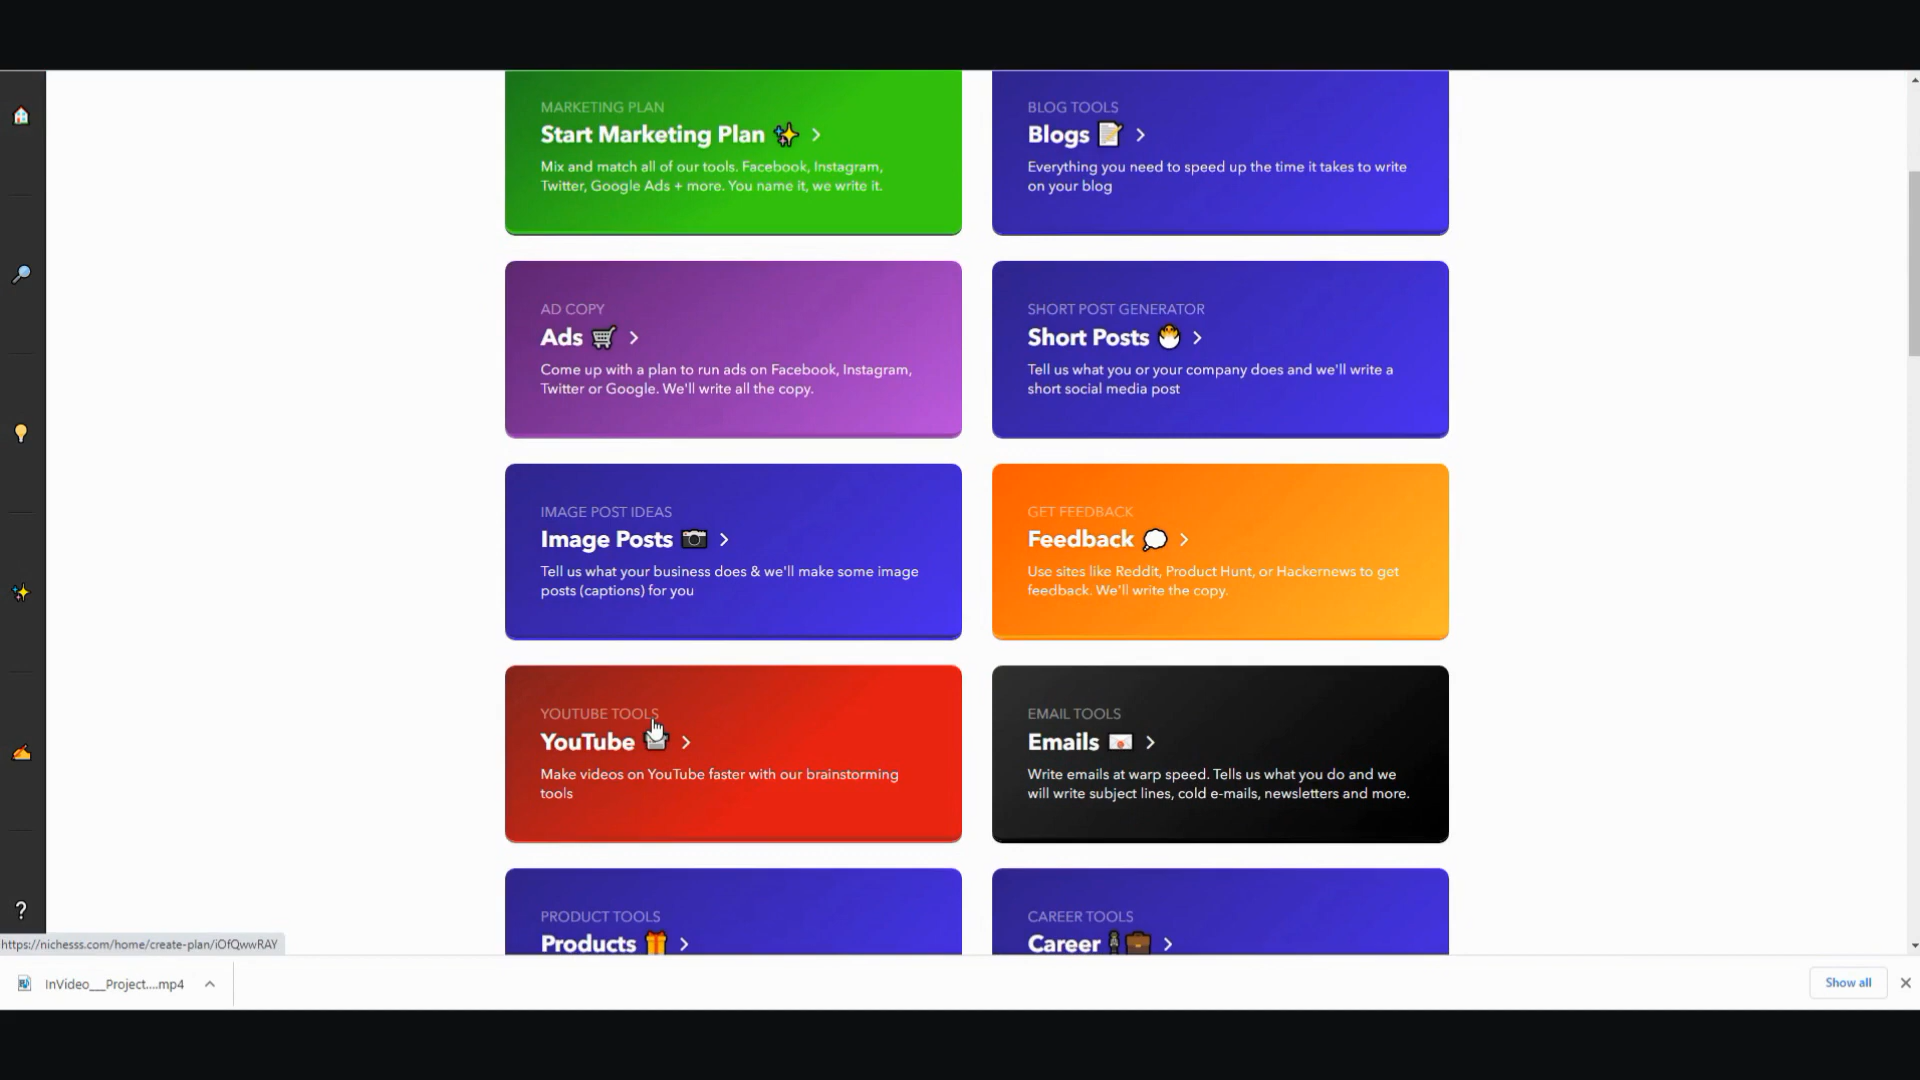 MARKETING PLAN
Start Marketing Plan
Mix and match all of our tools. Facebook, Instagram,
Twitter, Google Ads + more. You name it, we write it.
BLOG TOOLS
Blogs
Everything you need to speed up the time it takes to write
on your blog
AD COPY
Ads
Come up with a plan to run ads on Facebook, Instagram,
Twitter or Google. We'll write all the copy.
SHORT POST GENERATOR
Short Posts
Tell us what you or your company does and we'll write a
short social media post
IMAGE POST IDEAS
Image Posts
Tell us what your business does & we'll make some image
posts (captions) for you
GET FEEDBACK
Feedback
Use sites like Reddit, Product Hunt, or Hackernews to get
feedback. We'll write the copy.
YOUTUBE TOOLS
YouTube
Make videos on YouTube faster with our brainstorming
tools
EMAIL TOOLS
Emails
Write emails at warp speed. Tells us what you do and we
will write subject lines, cold e-mails, newsletters and more.
PRODUCT TOOLS
Products
CAREER TOOLS
Career
?
https://nichesss.com/home/create-plan/iOfQwwRAY
InVideo___Project....mp4
Show all